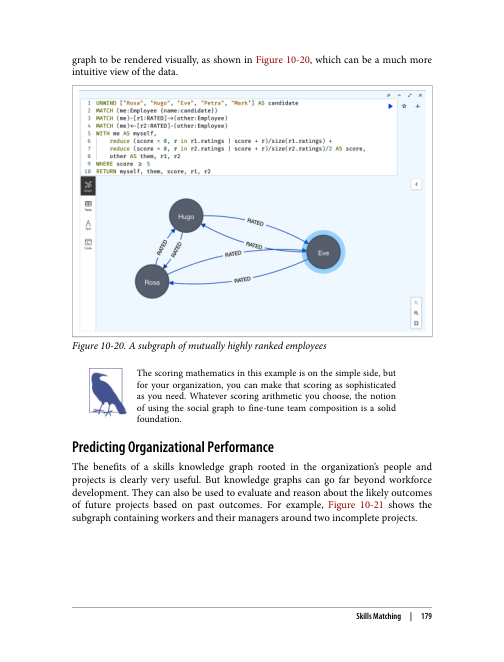 graph to be rendered visually, as shown in Figure 10-20, which can be a much more
intuitive view of the data.
1 UNWIND ["Rosa", "Hugo", "Eve", "Petra", "Mark"] AS candidate
2 MATCH (me:Employee {name:candidate})
3 MATCH (me)-[r1:RATED]->(other:Employee)
4 MATCH (me)<-[r2:RATED]-(other:Employee)
5 WITH me AS myself,
6 reduce (score = 0, r in r1.ratings | score + r)/size(r1.ratings) +
7 reduce (score = 0, r in r2.ratings | score + r)/size(r2.ratings)/2 AS score,
8 other AS them, r1, r2
9 WHERE score ≥ 5
10 RETURN myself, them, score, r1, r2
Hugo
RATED
RATED
RATED
RATED
RATED
Eve
Rosa
RATED
Figure 10-20. A subgraph of mutually highly ranked employees
The scoring mathematics in this example is on the simple side, but
for your organization, you can make that scoring as sophisticated
as you need. Whatever scoring arithmetic you choose, the notion
of using the social graph to fine-tune team composition is a solid
foundation.
Predicting Organizational Performance
The benefits of a skills knowledge graph rooted in the organization's people and
projects is clearly very useful. But knowledge graphs can go far beyond workforce
development. They can also be used to evaluate and reason about the likely outcomes
of future projects based on past outcomes. For example, Figure 10-21 shows the
subgraph containing workers and their managers around two incomplete projects.
Skills Matching | 179